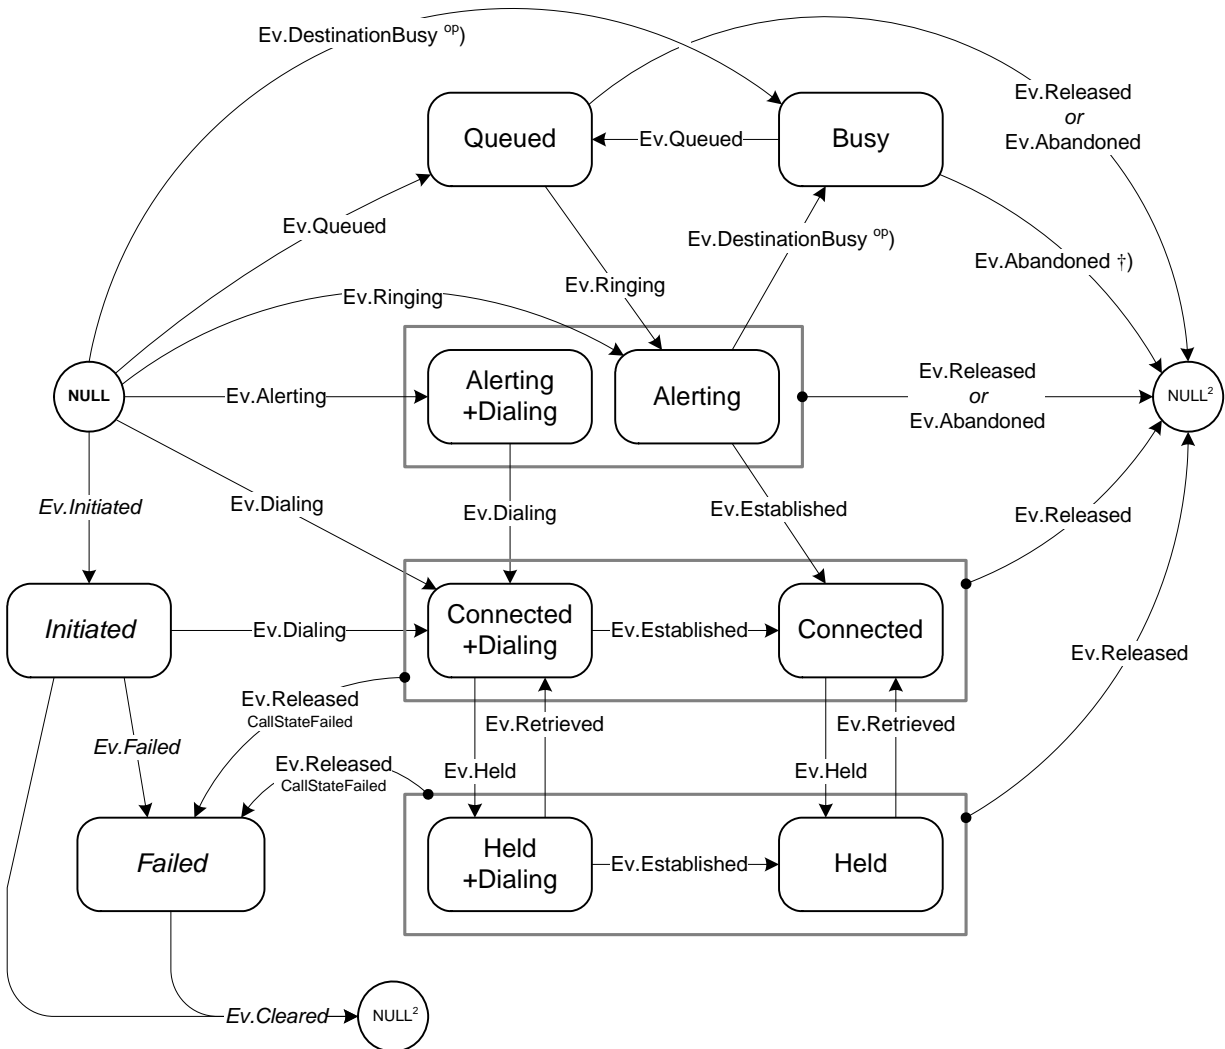 Ev.DestinationBusy op)
Ev.Released
or
Ev.Abandoned
Queued
Ev.Queued
Busy
Ev.Queued
Ev.DestinationBusy op)
Ev.Abandoned †)
Ev.Ringing
Ev.Ringing
NULL
Ev.Alerting
Alerting
+Dialing
Alerting
Ev.Released
or
Ev.Abandoned
NULL2
Ev.Initiated
Ev.Dialing
Ev.Dialing
Ev.Established
Ev.Released
Initiated
Ev.Dialing
Connected
+Dialing
Ev.Established
Connected
Ev.Released
Ev.Released
CallStateFailed
Ev.Retrieved
Ev.Retrieved
Ev.Failed
Ev.Released
CallStateFailed
Ev.Held
Ev.Held
Failed
Held
+Dialing
Ev.Established
Held
Ev.Cleared
NULL2